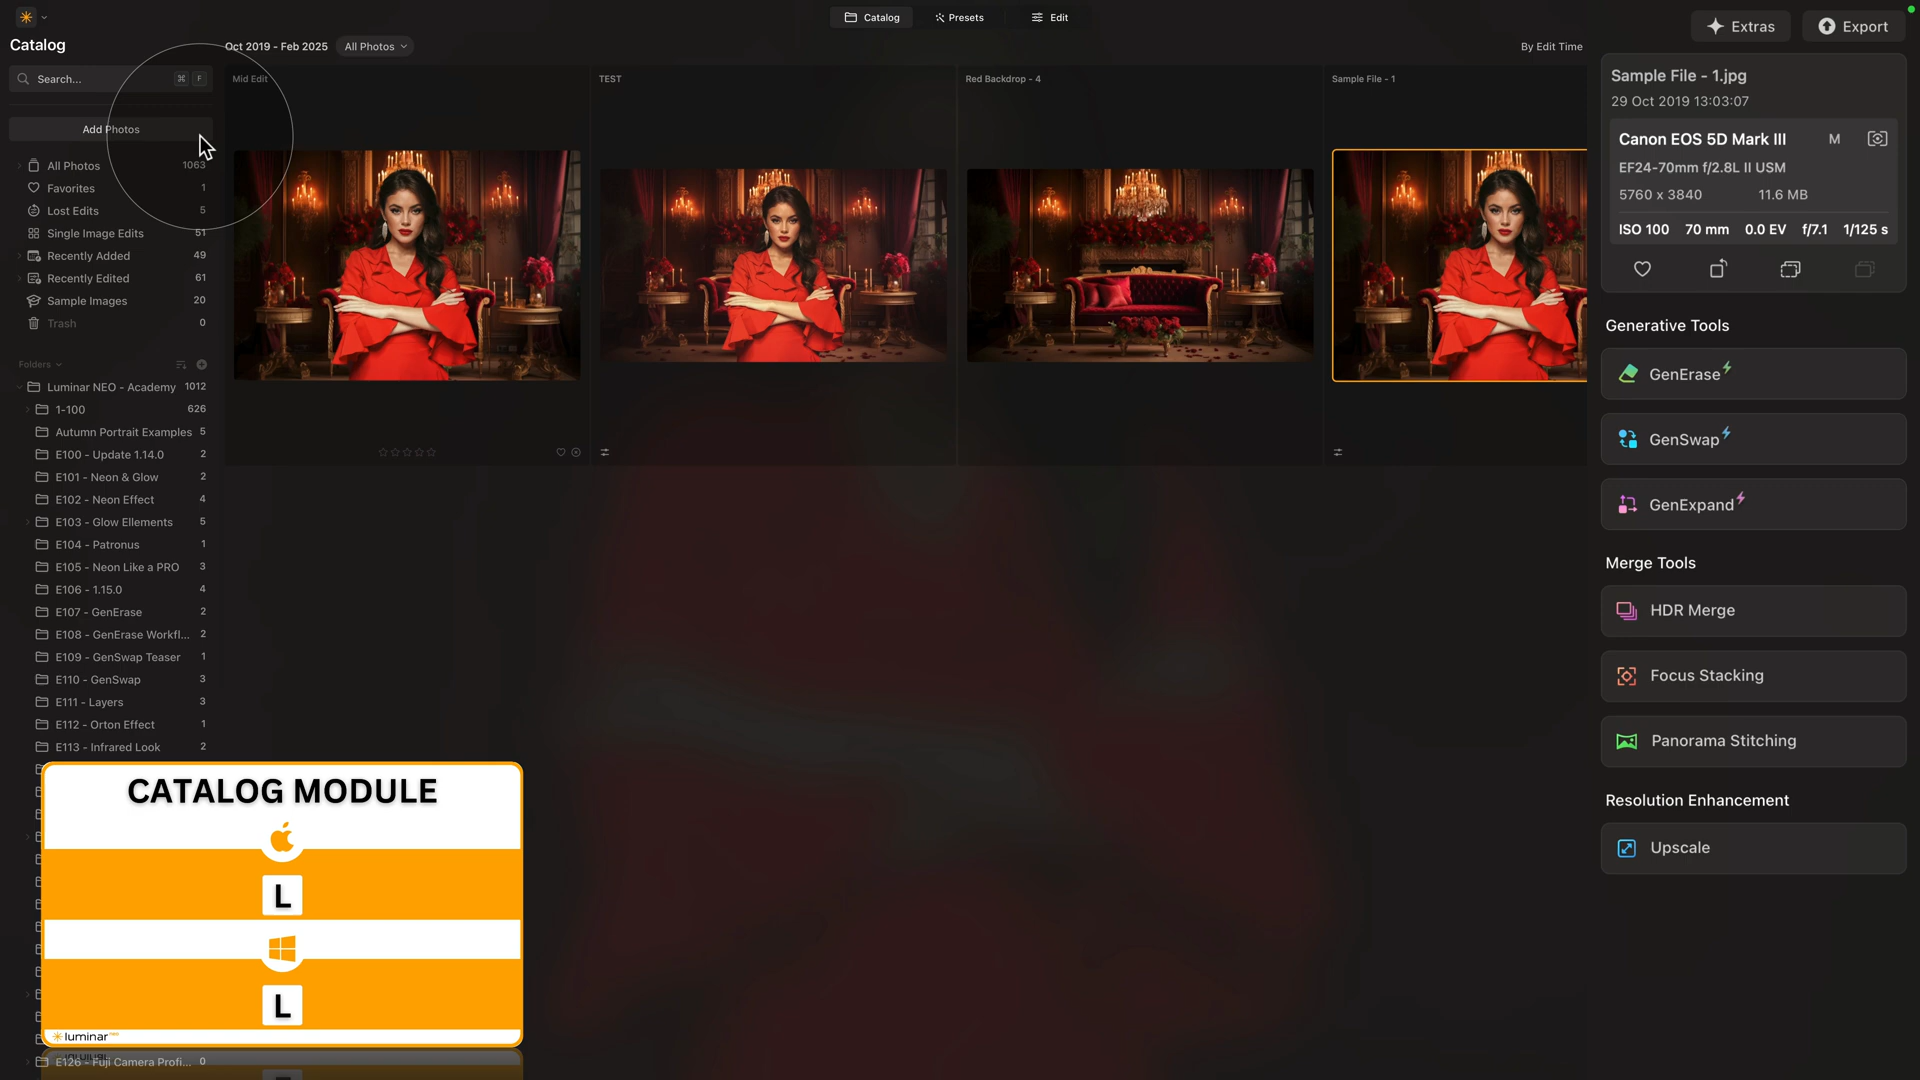 Catalog
Presets
Edit
Extras
Export
Catalog
Oct 2019 - Feb 2025
All Photos
By Edit Time
Search...
⌘
F
Add Photos
All Photos 1063
Favorites 1
Lost Edits 5
Single Image Edits 51
Recently Added 49
Recently Edited 61
Sample Images 20
Trash 0
Folders
Luminar NEO - Academy 1012
1-100 626
Autumn Portrait Examples 5
E100 - Update 1.14.0 2
E101 - Neon & Glow 2
E102 - Neon Effect 4
E103 - Glow Ellements 5
E104 - Patronus 1
E105 - Neon Like a PRO 3
E106 - 1.15.0 4
E107 - GenErase 2
E108 - GenErase Workfl... 2
E109 - GenSwap Teaser 1
E110 - GenSwap 3
E111 - Layers 3
E112 - Orton Effect 1
E113 - Infrared Look 2
E126 - Fuji Camera Profi... 0
Mid Edit
TEST
Red Backdrop - 4
Sample File - 1
CATALOG MODULE
L
L
luminar neo
Sample File - 1.jpg
29 Oct 2019 13:03:07
Canon EOS 5D Mark III M
EF24-70mm f/2.8L II USM
5760 x 3840 11.6 MB
ISO 100 70 mm 0.0 EV f/7.1 1/125 s
Generative Tools
GenErase
GenSwap
GenExpand
Merge Tools
HDR Merge
Focus Stacking
Panorama Stitching
Resolution Enhancement
Upscale